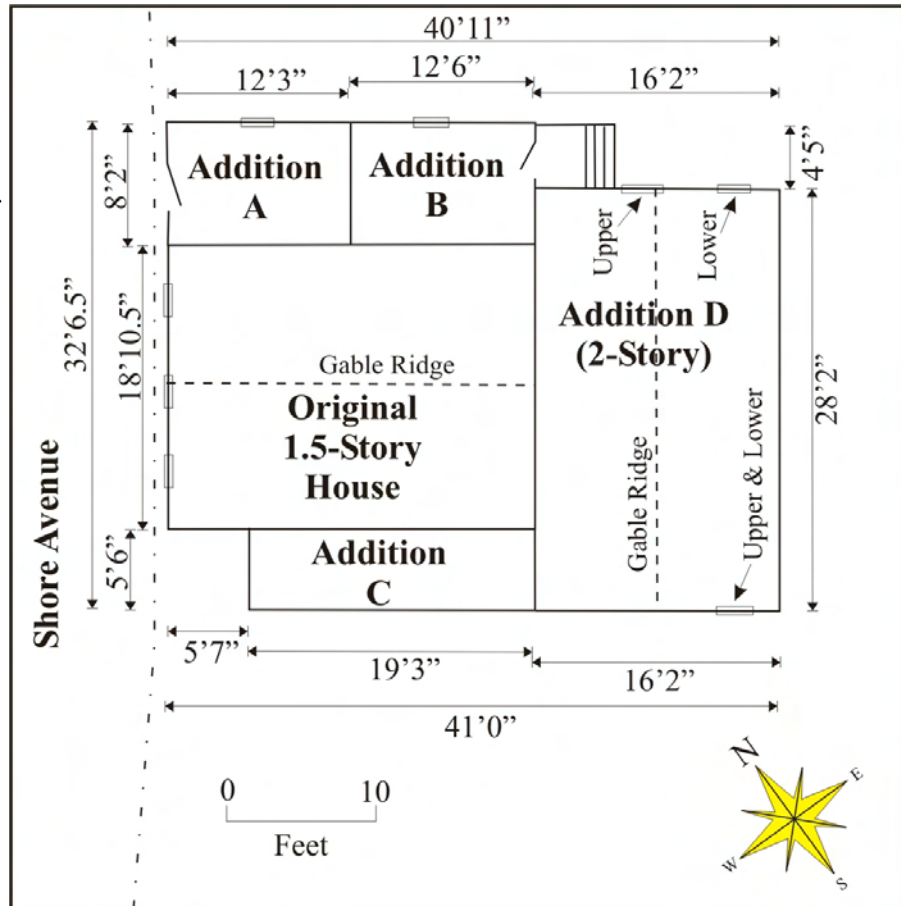 40’11”
12’3”
12’6”
16’2”
8’2”
4’5”
Addition
A
Addition
B
Upper
Lower
32’6.5”
18’10.5”
Addition D
(2-Story)
Gable Ridge
Original
1.5-Story
House
28’2”
Gable Ridge
Upper & Lower
Shore Avenue
5’6”
Addition
C
5’7”
19’3”
16’2”
41’0”
0 10
Feet
N
E
W
S